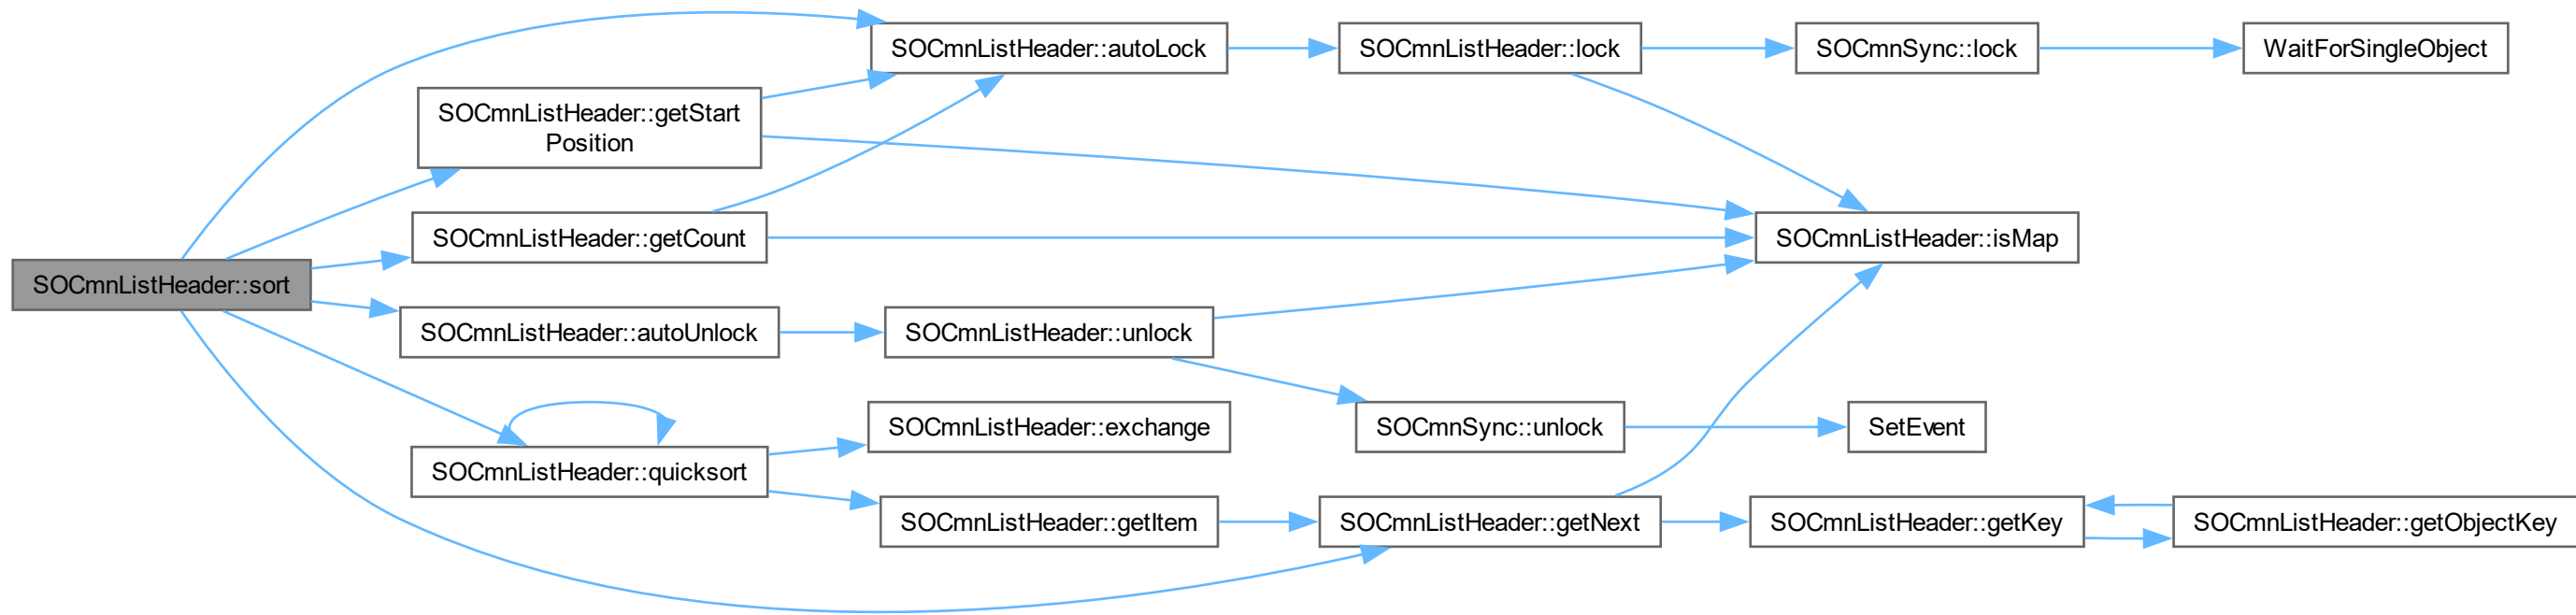 SOCmnListHeader::sort
SOCmnListHeader::autoLock
SOCmnListHeader::lock
SOCmnSync::lock
WaitForSingleObject
SOCmnListHeader::getStart
Position
SOCmnListHeader::getCount
SOCmnListHeader::isMap
SOCmnListHeader::autoUnlock
SOCmnListHeader::unlock
SOCmnListHeader::quicksort
SOCmnListHeader::exchange
SOCmnSync::unlock
SetEvent
SOCmnListHeader::getItem
SOCmnListHeader::getNext
SOCmnListHeader::getKey
SOCmnListHeader::getObjectKey